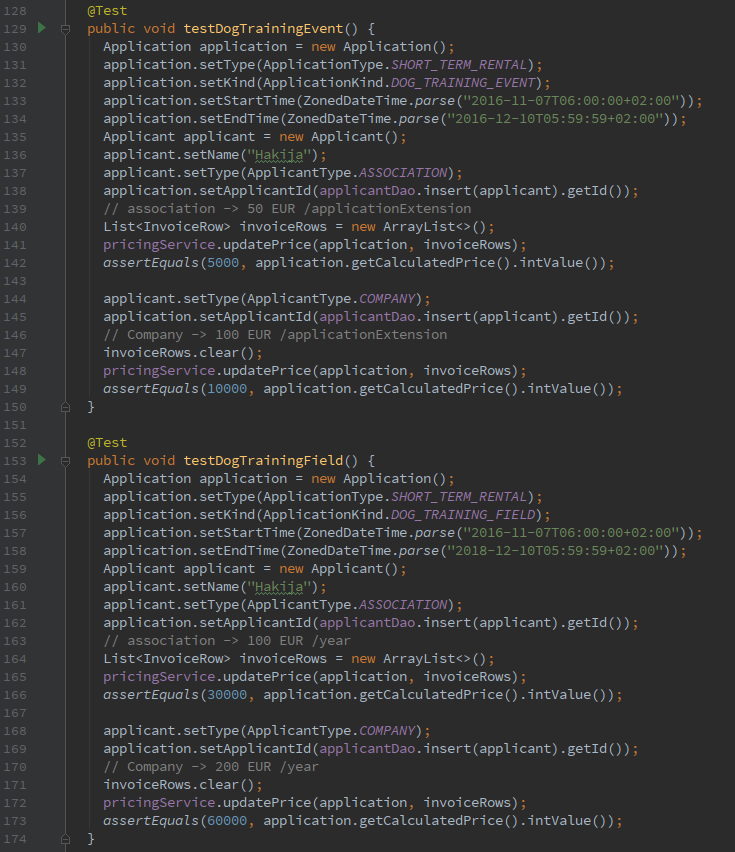 128 @Test
129 public void testDogTrainingEvent() {
130 Application application = new Application();
131 application.setType(ApplicationType.SHORT_TERM_RENTAL);
132 application.setKind(ApplicationKind.DOG_TRAINING_EVENT);
133 application.setStartTime(ZonedDateTime.parse("2016-11-07T06:00:00+02:00"));
134 application.setEndTime(ZonedDateTime.parse("2016-12-10T05:59:59+02:00"));
135 Applicant applicant = new Applicant();
136 applicant.setName("Hakija");
137 applicant.setType(ApplicantType.ASSOCIATION);
138 application.setApplicantId(applicantDao.insert(applicant).getId());
139 // association -> 50 EUR /applicationExtension
140 List<InvoiceRow> invoiceRows = new ArrayList<>();
141 pricingService.updatePrice(application, invoiceRows);
142 assertEquals(5000, application.getCalculatedPrice().intValue());
143
144 applicant.setType(ApplicantType.COMPANY);
145 application.setApplicantId(applicantDao.insert(applicant).getId());
146 // Company -> 100 EUR /applicationExtension
147 invoiceRows.clear();
148 pricingService.updatePrice(application, invoiceRows);
149 assertEquals(10000, application.getCalculatedPrice().intValue());
150 }
151
152 @Test
153 public void testDogTrainingField() {
154 Application application = new Application();
155 application.setType(ApplicationType.SHORT_TERM_RENTAL);
156 application.setKind(ApplicationKind.DOG_TRAINING_FIELD);
157 application.setStartTime(ZonedDateTime.parse("2016-11-07T06:00:00+02:00"));
158 application.setEndTime(ZonedDateTime.parse("2018-12-10T05:59:59+02:00"));
159 Applicant applicant = new Applicant();
160 applicant.setName("Hakija");
161 applicant.setType(ApplicantType.ASSOCIATION);
162 application.setApplicantId(applicantDao.insert(applicant).getId());
163 // association -> 100 EUR /year
164 List<InvoiceRow> invoiceRows = new ArrayList<>();
165 pricingService.updatePrice(application, invoiceRows);
166 assertEquals(30000, application.getCalculatedPrice().intValue());
167
168 applicant.setType(ApplicantType.COMPANY);
169 application.setApplicantId(applicantDao.insert(applicant).getId());
170 // Company -> 200 EUR /year
171 invoiceRows.clear();
172 pricingService.updatePrice(application, invoiceRows);
173 assertEquals(60000, application.getCalculatedPrice().intValue());
174 }